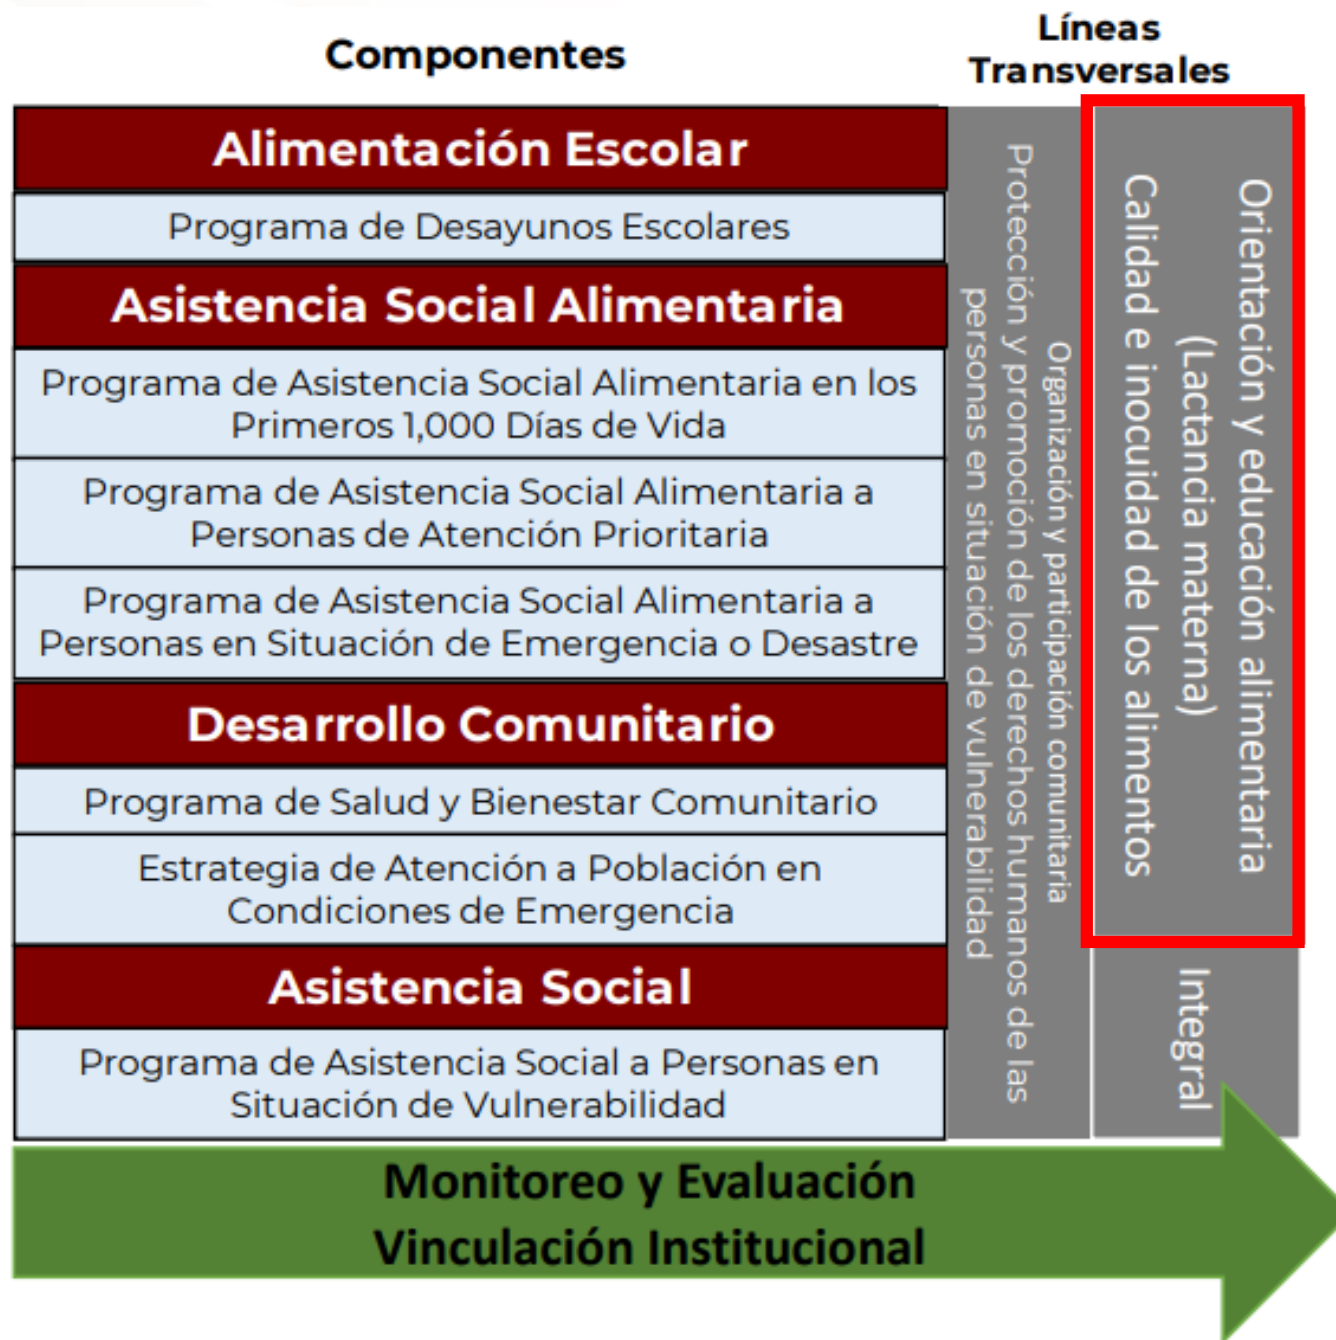 Componentes
Líneas
Transversales
Alimentación Escolar
Programa de Desayunos Escolares
Asistencia Social Alimentaria
Programa de Asistencia Social Alimentaria en los
Primeros 1,000 Días de Vida
Programa de Asistencia Social Alimentaria a
Personas de Atención Prioritaria
Programa de Asistencia Social Alimentaria a
Personas en Situación de Emergencia o Desastre
Desarrollo Comunitario
Programa de Salud y Bienestar Comunitario
Estrategia de Atención a Población en
Condiciones de Emergencia
Asistencia Social
Programa de Asistencia Social a Personas en
Situación de Vulnerabilidad
Organización y participación comunitaria
Protección y promoción de los derechos humanos de las
personas en situación de vulnerabilidad
Orientación y educación alimentaria
(Lactancia materna)
Calidad e inocuidad de los alimentos
Integral
Monitoreo y Evaluación
Vinculación Institucional